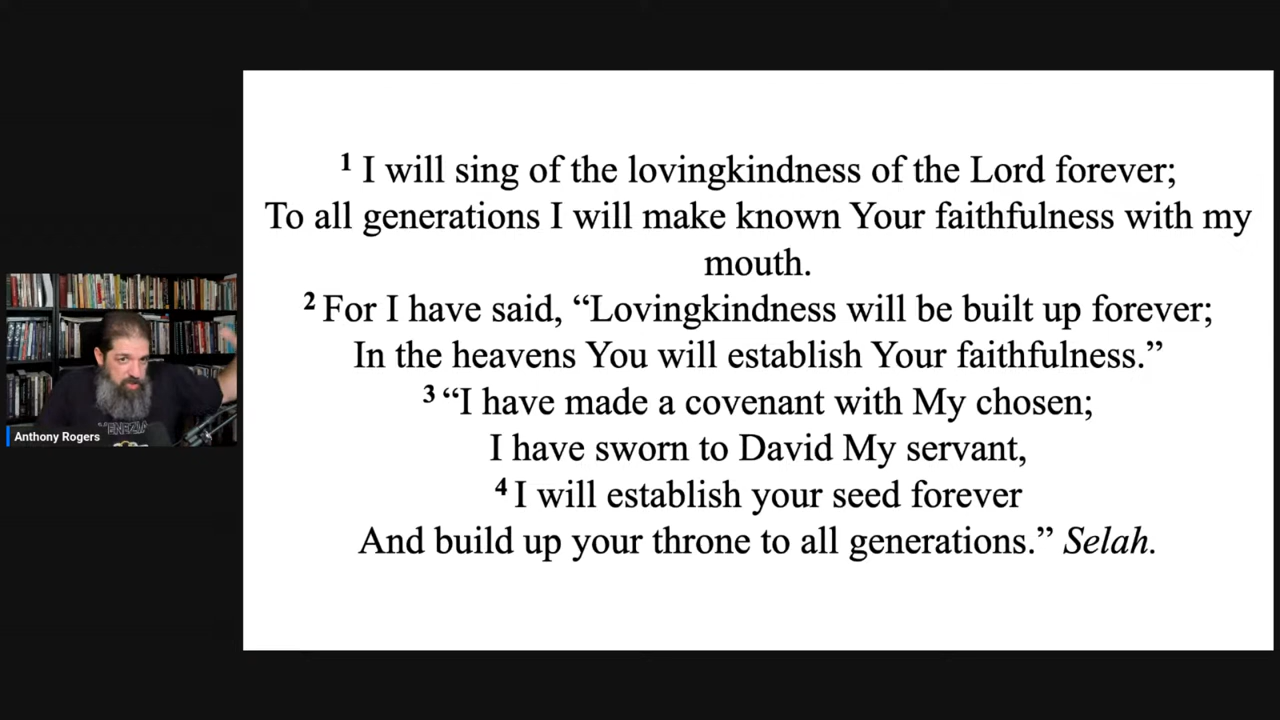 ¹ I will sing of the lovingkindness of the Lord forever;
To all generations I will make known Your faithfulness with my
mouth.
² For I have said, “Lovingkindness will be built up forever;
In the heavens You will establish Your faithfulness.”
³ “I have made a covenant with My chosen;
I have sworn to David My servant,
⁴ I will establish your seed forever
And build up your throne to all generations.” Selah.
Anthony Rogers